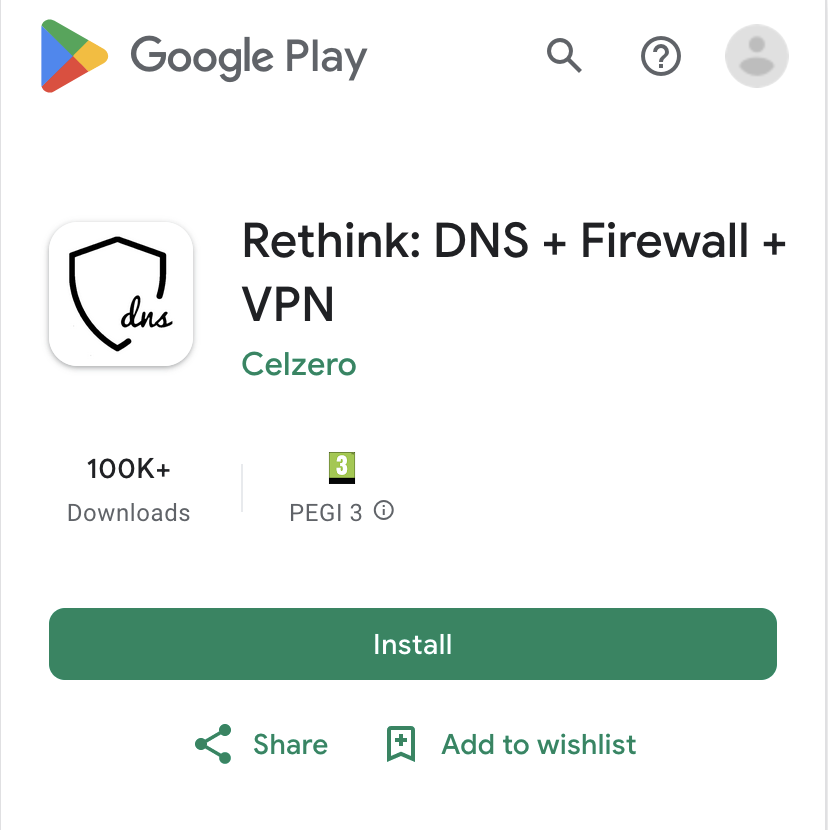 Google Play
dns
Rethink: DNS + Firewall +
VPN
Celzero
100K+
Downloads
3
PEGI 3
Install
Share
Add to wishlist